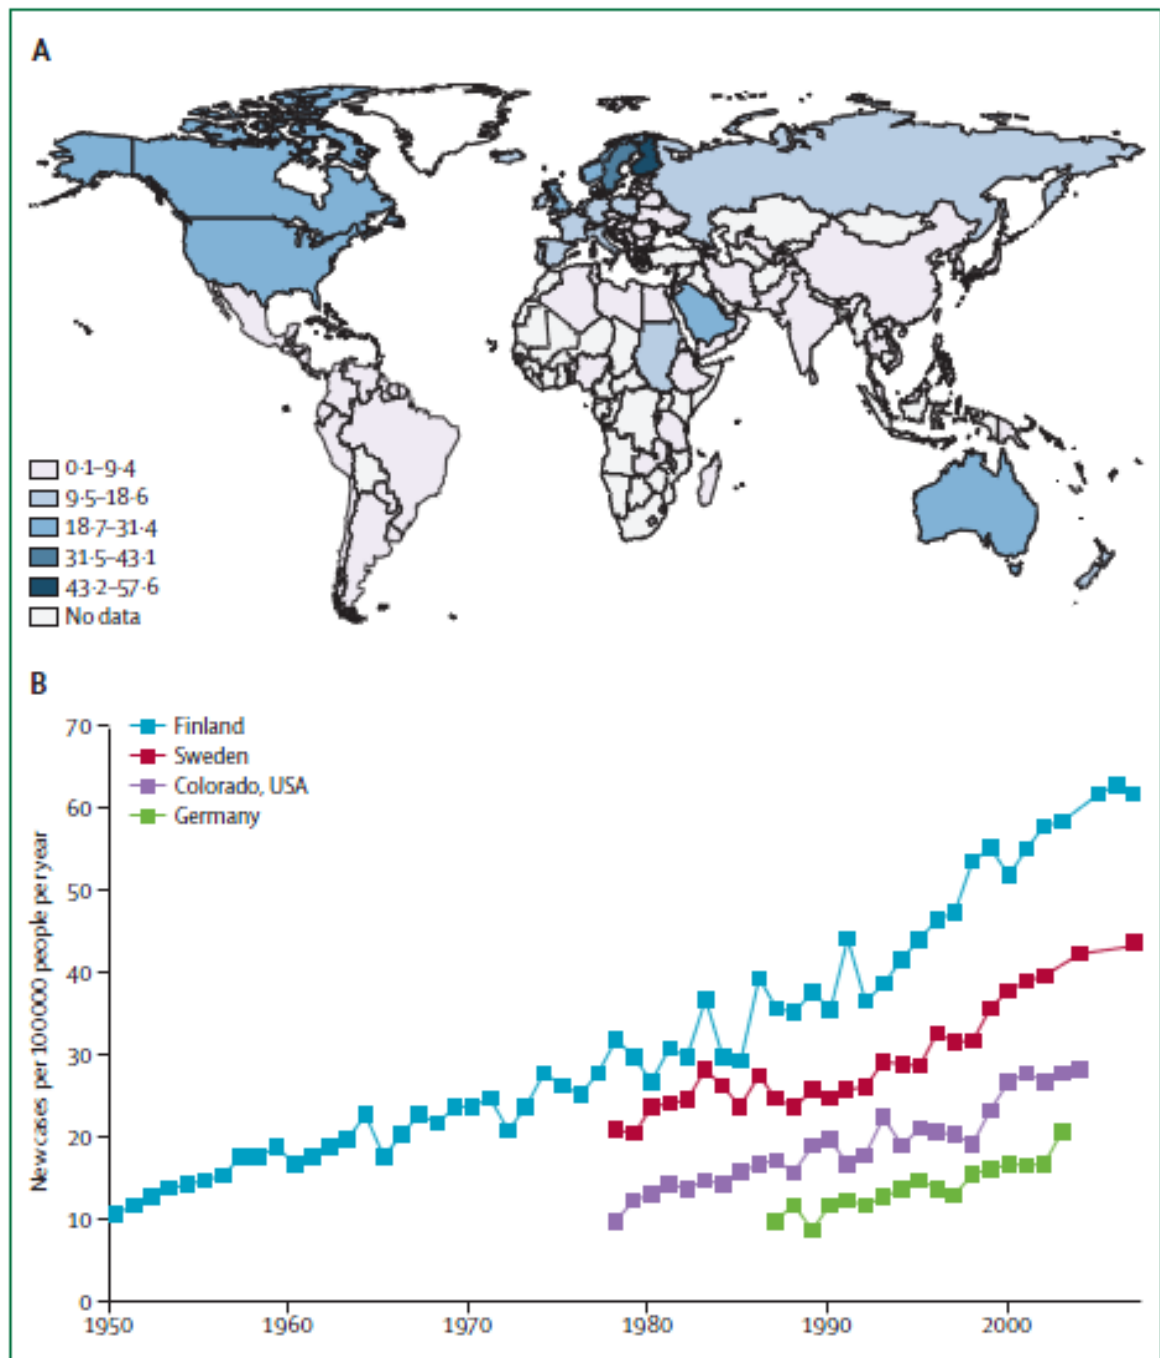 A
0·1–9·4
9·5–18·6
18·7–31·4
31·5–43·1
43·2–57·6
No data
B
Finland
Sweden
Colorado, USA
Germany
New cases per 100 000 people per year
70
60
50
40
30
20
10
0
1950 1960 1970 1980 1990 2000